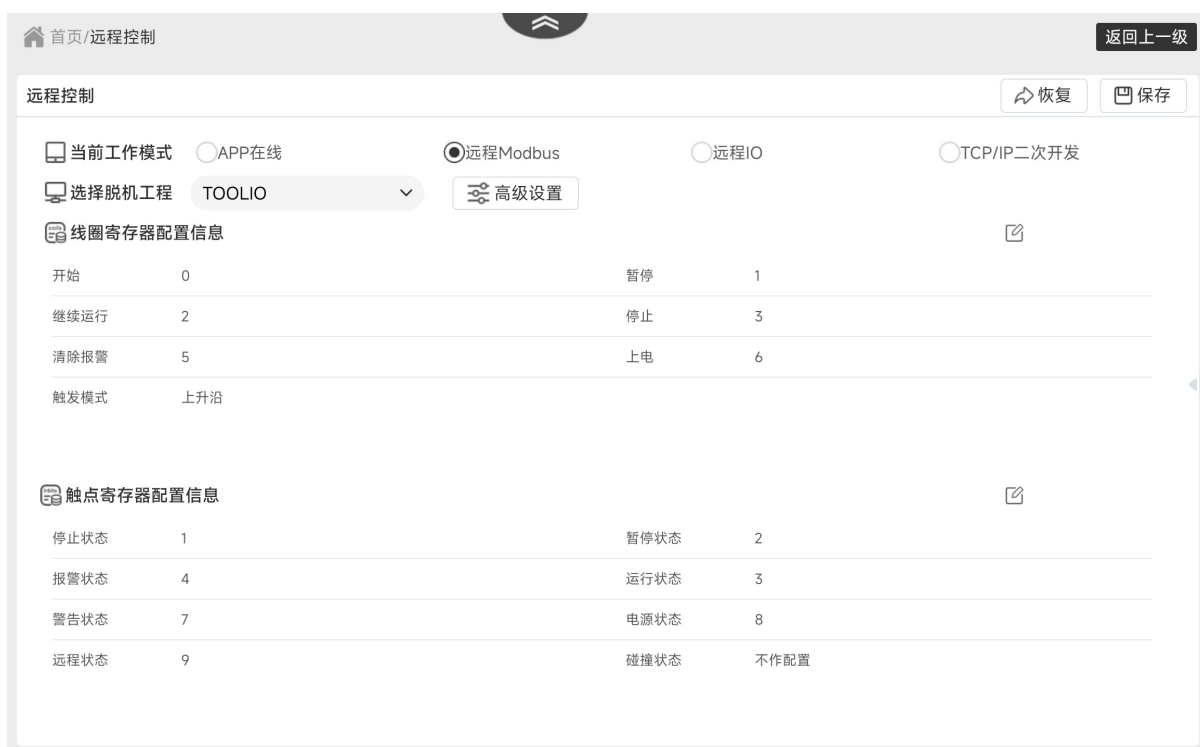 首页/远程控制
返回上一级
远程控制
恢复
保存
当前工作模式 APP在线 远程Modbus 远程IO TCP/IP二次开发
选择脱机工程 TOOLIO 高级设置
线圈寄存器配置信息
开始 0 暂停 1
继续运行 2 停止 3
清除报警 5 上电 6
触发模式 上升沿
触点寄存器配置信息
停止状态 1 暂停状态 2
报警状态 4 运行状态 3
警告状态 7 电源状态 8
远程状态 9 碰撞状态 不作配置